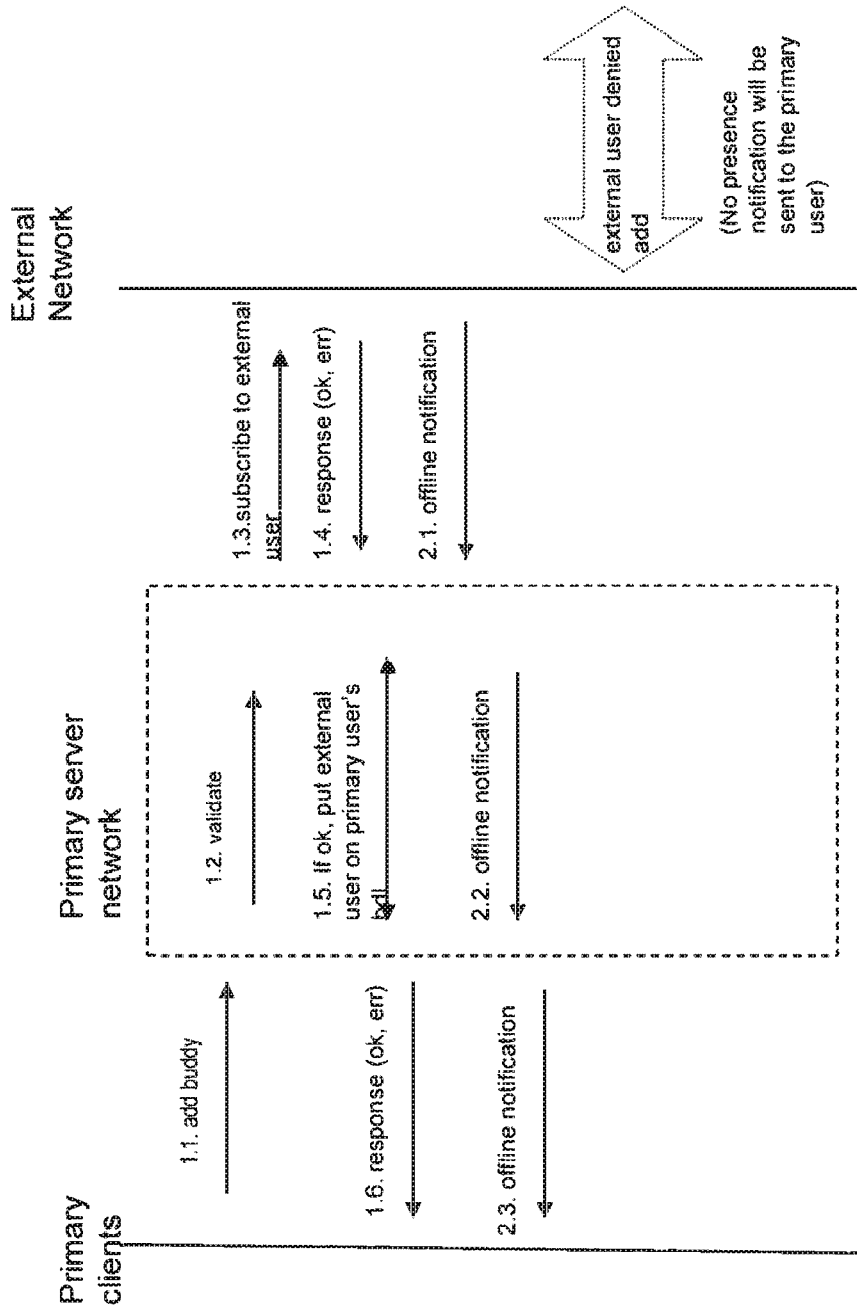 Primary
clients
Primary server
network
External
Network
1.1. add buddy
1.2. validate
1.3.subscribe to external
user
1.4. response (ok, err)
1.5. If ok, put external
user on primary user's
bdl
1.6. response (ok, err)
2.1. offline notification
2.2. offline notification
2.3. offline notification
external user denied
add
(No presence
notification will be
sent to the primary
user)